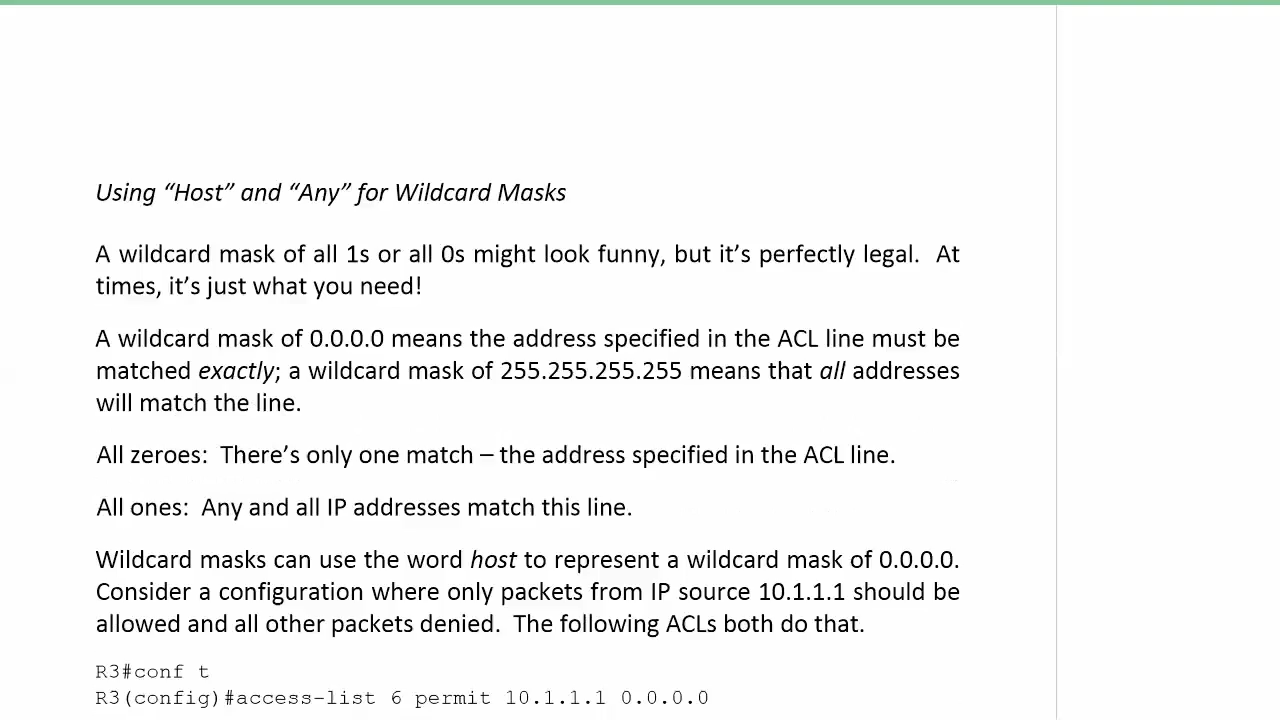 Using “Host” and “Any” for Wildcard Masks
A wildcard mask of all 1s or all 0s might look funny, but it’s perfectly legal.  At
times, it’s just what you need!
A wildcard mask of 0.0.0.0 means the address specified in the ACL line must be
matched exactly; a wildcard mask of 255.255.255.255 means that all addresses
will match the line.
All zeroes:  There’s only one match – the address specified in the ACL line.
All ones:  Any and all IP addresses match this line.
Wildcard masks can use the word host to represent a wildcard mask of 0.0.0.0.
Consider a configuration where only packets from IP source 10.1.1.1 should be
allowed and all other packets denied.  The following ACLs both do that.
R3#conf t
R3(config)#access-list 6 permit 10.1.1.1 0.0.0.0